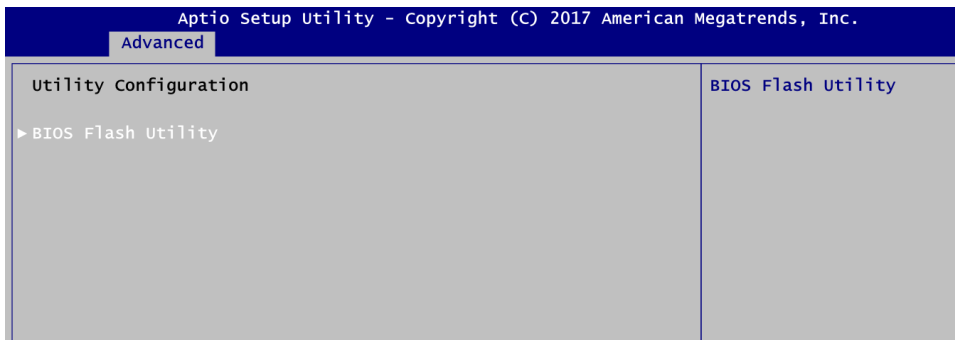 Aptio Setup Utility - Copyright (C) 2017 American Megatrends, Inc.
Advanced
Utility Configuration
BIOS Flash Utility
► BIOS Flash Utility